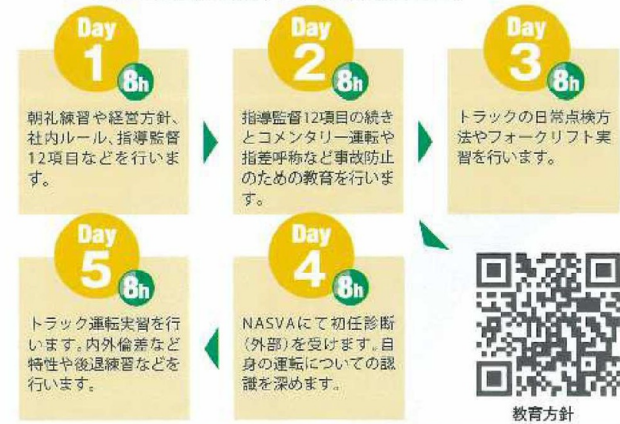 Day
1
8h
朝礼練習や経営方針、
社内ルール、指導監督
12項目などを行いま
す。
Day
2
8h
指導監督12項目の続き
とコメンタリー運転や
指差呼称など事故防止
のための教育を行いま
す。
Day
3
8h
トラックの日常点検方
法やフォークリフト実
習を行います。
Day
4
8h
NASVAにて初任診断
(外部)を受けます。自
身の運転についての認
識を深めます。
Day
5
8h
トラック運転実習を行
います。内外偏差など
特性や後退練習などを
行います。
教育方針